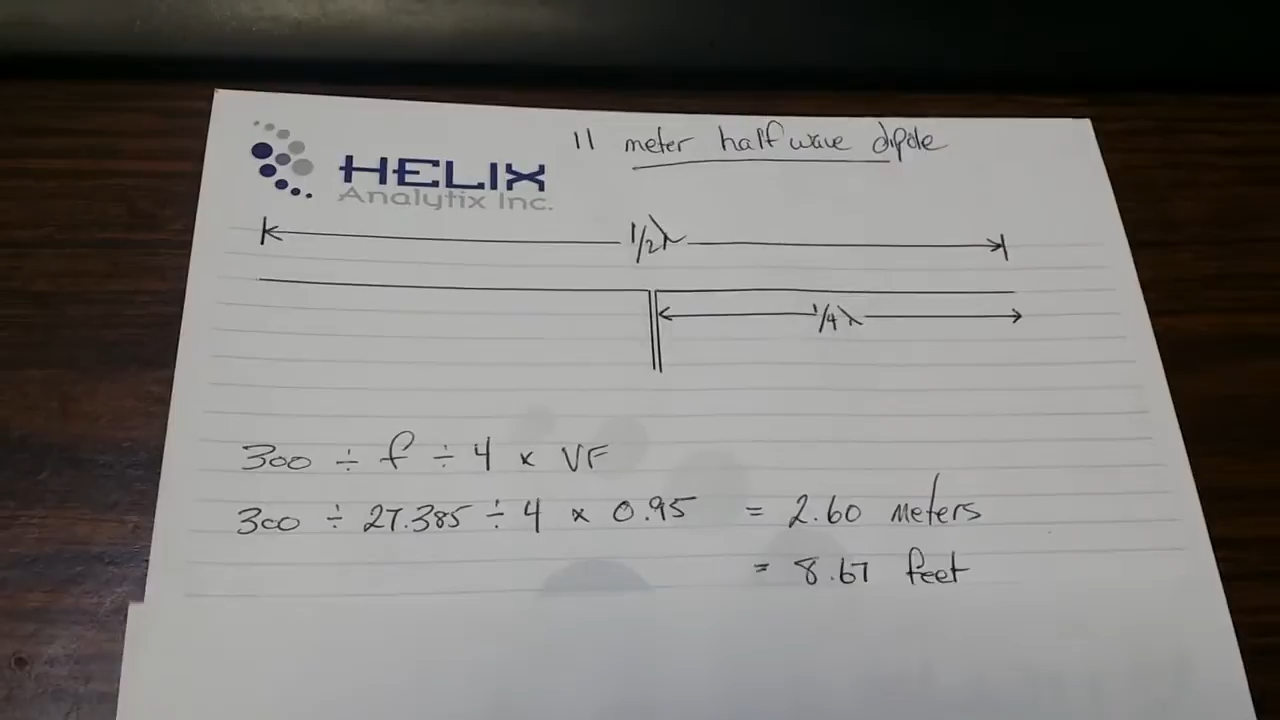 11 meter half wave dipole
HELIX
Analytix Inc.
1/2λ
1/4λ
300 ÷ f ÷ 4 × VF
300 ÷ 27.385 ÷ 4 × 0.95 = 2.60 meters
= 8.67 feet